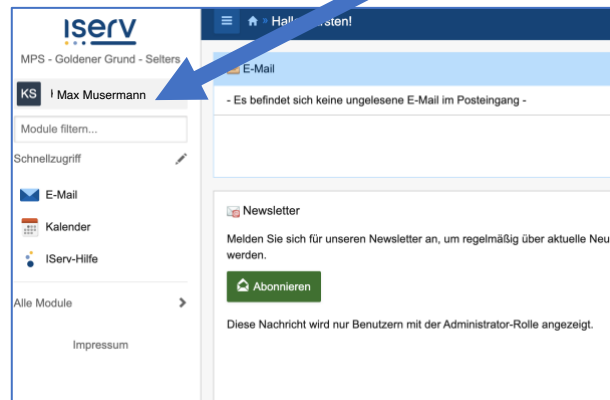 IServ
MPS - Goldener Grund - Selters
KS Max Musermann
Module filtern...
Schnellzugriff
E-Mail
Kalender
IServ-Hilfe
Alle Module
Impressum
E-Mail
- Es befindet sich keine ungelesene E-Mail im Posteingang -
Newsletter
Melden Sie sich für unseren Newsletter an, um regelmäßig über aktuelle Neu
werden.
Abonnieren
Diese Nachricht wird nur Benutzern mit der Administrator-Rolle angezeigt.